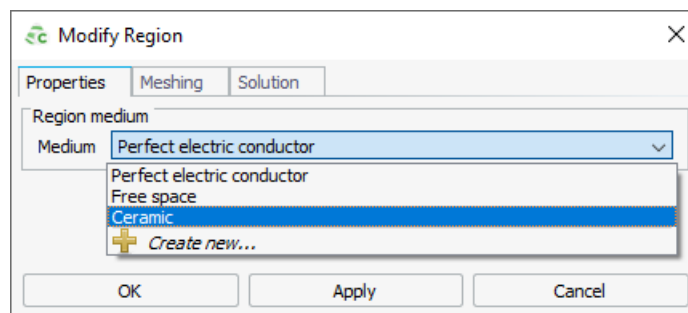 Modify Region
Properties Meshing Solution
Region medium
Medium Perfect electric conductor
Perfect electric conductor
Free space
Ceramic
Create new...
OK Apply Cancel